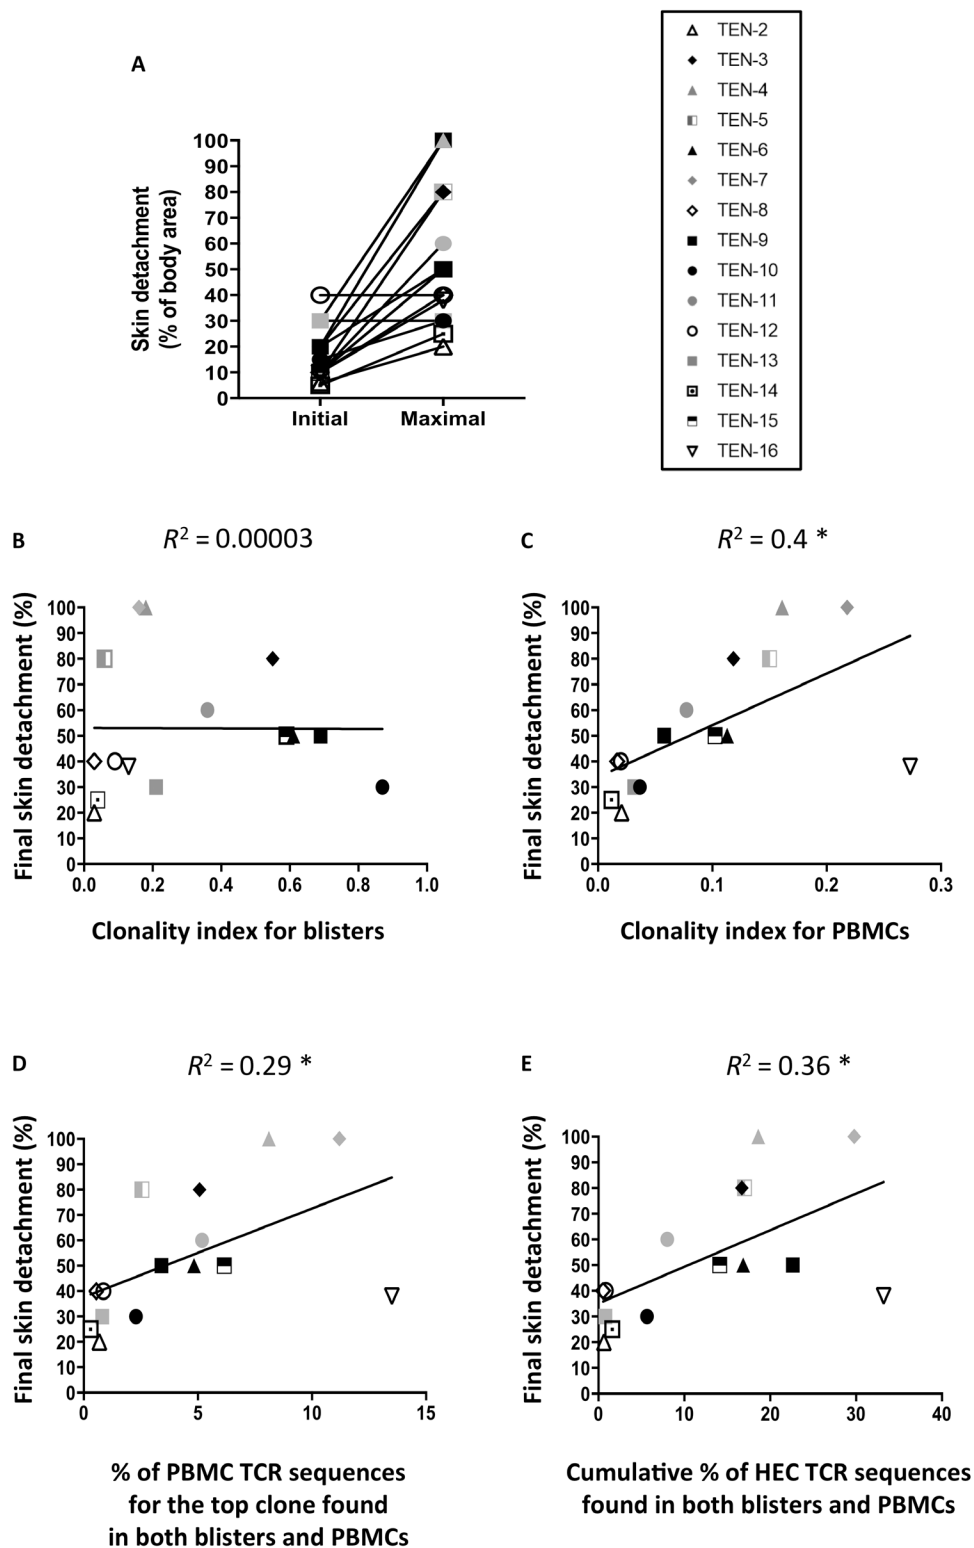 A
Skin detachment
(% of body area)
100
90
80
70
60
50
40
30
20
10
0
Initial
Maximal
TEN-2
TEN-3
TEN-4
TEN-5
TEN-6
TEN-7
TEN-8
TEN-9
TEN-10
TEN-11
TEN-12
TEN-13
TEN-14
TEN-15
TEN-16
B
R² = 0.00003
Final skin detachment (%)
100
90
80
70
60
50
40
30
20
10
0
0.0 0.2 0.4 0.6 0.8 1.0
Clonality index for blisters
C
R² = 0.4 *
Final skin detachment (%)
100
90
80
70
60
50
40
30
20
10
0
0.0 0.1 0.2 0.3
Clonality index for PBMCs
D
R² = 0.29 *
Final skin detachment (%)
100
90
80
70
60
50
40
30
20
10
0
0 5 10 15
% of PBMC TCR sequences
for the top clone found
in both blisters and PBMCs
E
R² = 0.36 *
Final skin detachment (%)
100
90
80
70
60
50
40
30
20
10
0
0 10 20 30 40
Cumulative % of HEC TCR sequences
found in both blisters and PBMCs